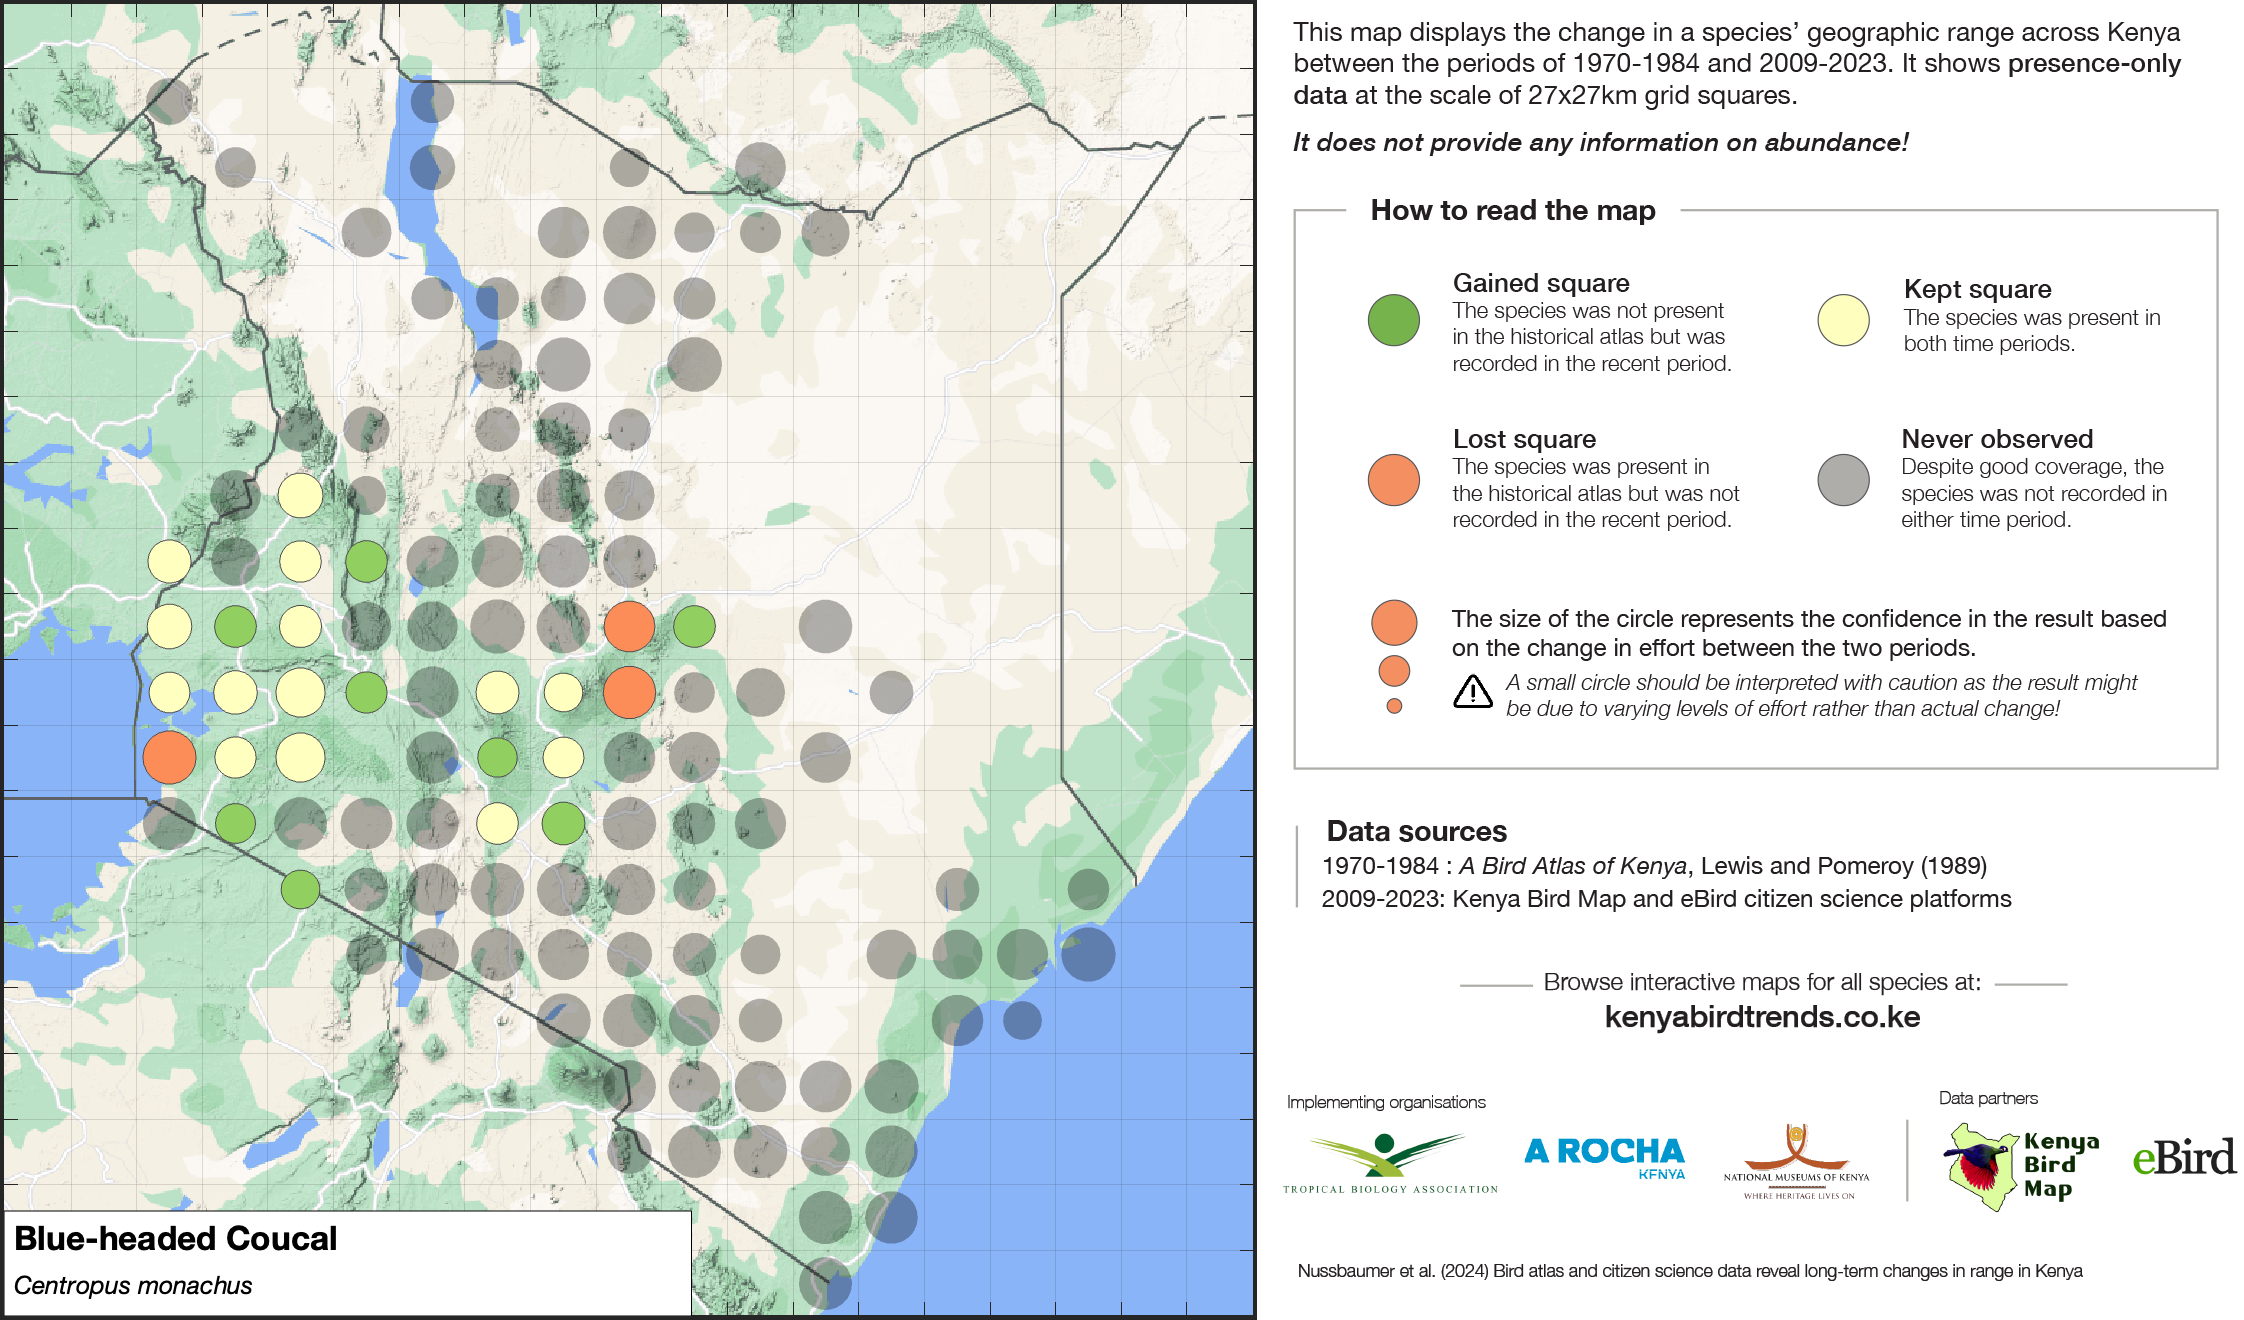 This map displays the change in a species’ geographic range across Kenya
between the periods of 1970-1984 and 2009-2023. It shows presence-only
data at the scale of 27x27km grid squares.
It does not provide any information on abundance!
How to read the map
Gained square
The species was not present
in the historical atlas but was
recorded in the recent period.
Kept square
The species was present in
both time periods.
Lost square
The species was present in
the historical atlas but was not
recorded in the recent period.
Never observed
Despite good coverage, the
species was not recorded in
either time period.
The size of the circle represents the confidence in the result based
on the change in effort between the two periods.
A small circle should be interpreted with caution as the result might
be due to varying levels of effort rather than actual change!
Data sources
1970-1984 : A Bird Atlas of Kenya, Lewis and Pomeroy (1989)
2009-2023: Kenya Bird Map and eBird citizen science platforms
Browse interactive maps for all species at:
kenyabirdtrends.co.ke
Implementing organisations
Data partners
TROPICAL BIOLOGY ASSOCIATION
A ROCHA
KENYA
NATIONAL MUSEUMS OF KENYA
WHERE HERITAGE LIVES ON
Kenya
Bird
Map
eBird
Blue-headed Coucal
Centropus monachus
Nussbaumer et al. (2024) Bird atlas and citizen science data reveal long-term changes in range in Kenya